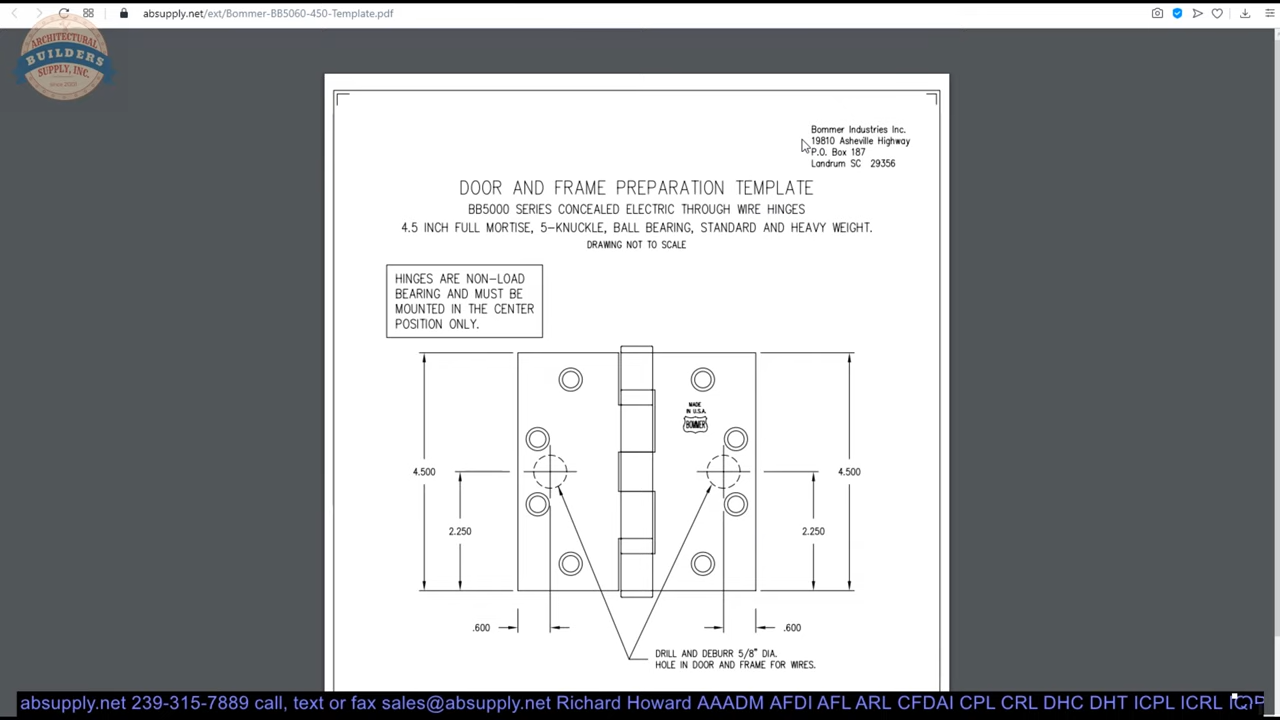 absupply.net/ext/Bommer-BB5060-450-Template.pdf
ARCHITECTURAL
BUILDERS
SUPPLY, INC.
since 2001
Bommer Industries Inc.
19810 Asheville Highway
P.O. Box 187
Landrum SC 29356
DOOR AND FRAME PREPARATION TEMPLATE
BB5000 SERIES CONCEALED ELECTRIC THROUGH WIRE HINGES
4.5 INCH FULL MORTISE, 5-KNUCKLE, BALL BEARING, STANDARD AND HEAVY WEIGHT.
DRAWING NOT TO SCALE
HINGES ARE NON-LOAD
BEARING AND MUST BE
MOUNTED IN THE CENTER
POSITION ONLY.
MADE
IN U.S.A.
BOMMER
4.500
4.500
2.250
2.250
.600
.600
DRILL AND DEBURR 5/8" DIA.
HOLE IN DOOR AND FRAME FOR WIRES.
absupply.net 239-315-7889 call, text or fax sales@absupply.net Richard Howard AAADM AFDI AFL ARL CFDAI CPL CRL DHC DHT ICPL ICRL